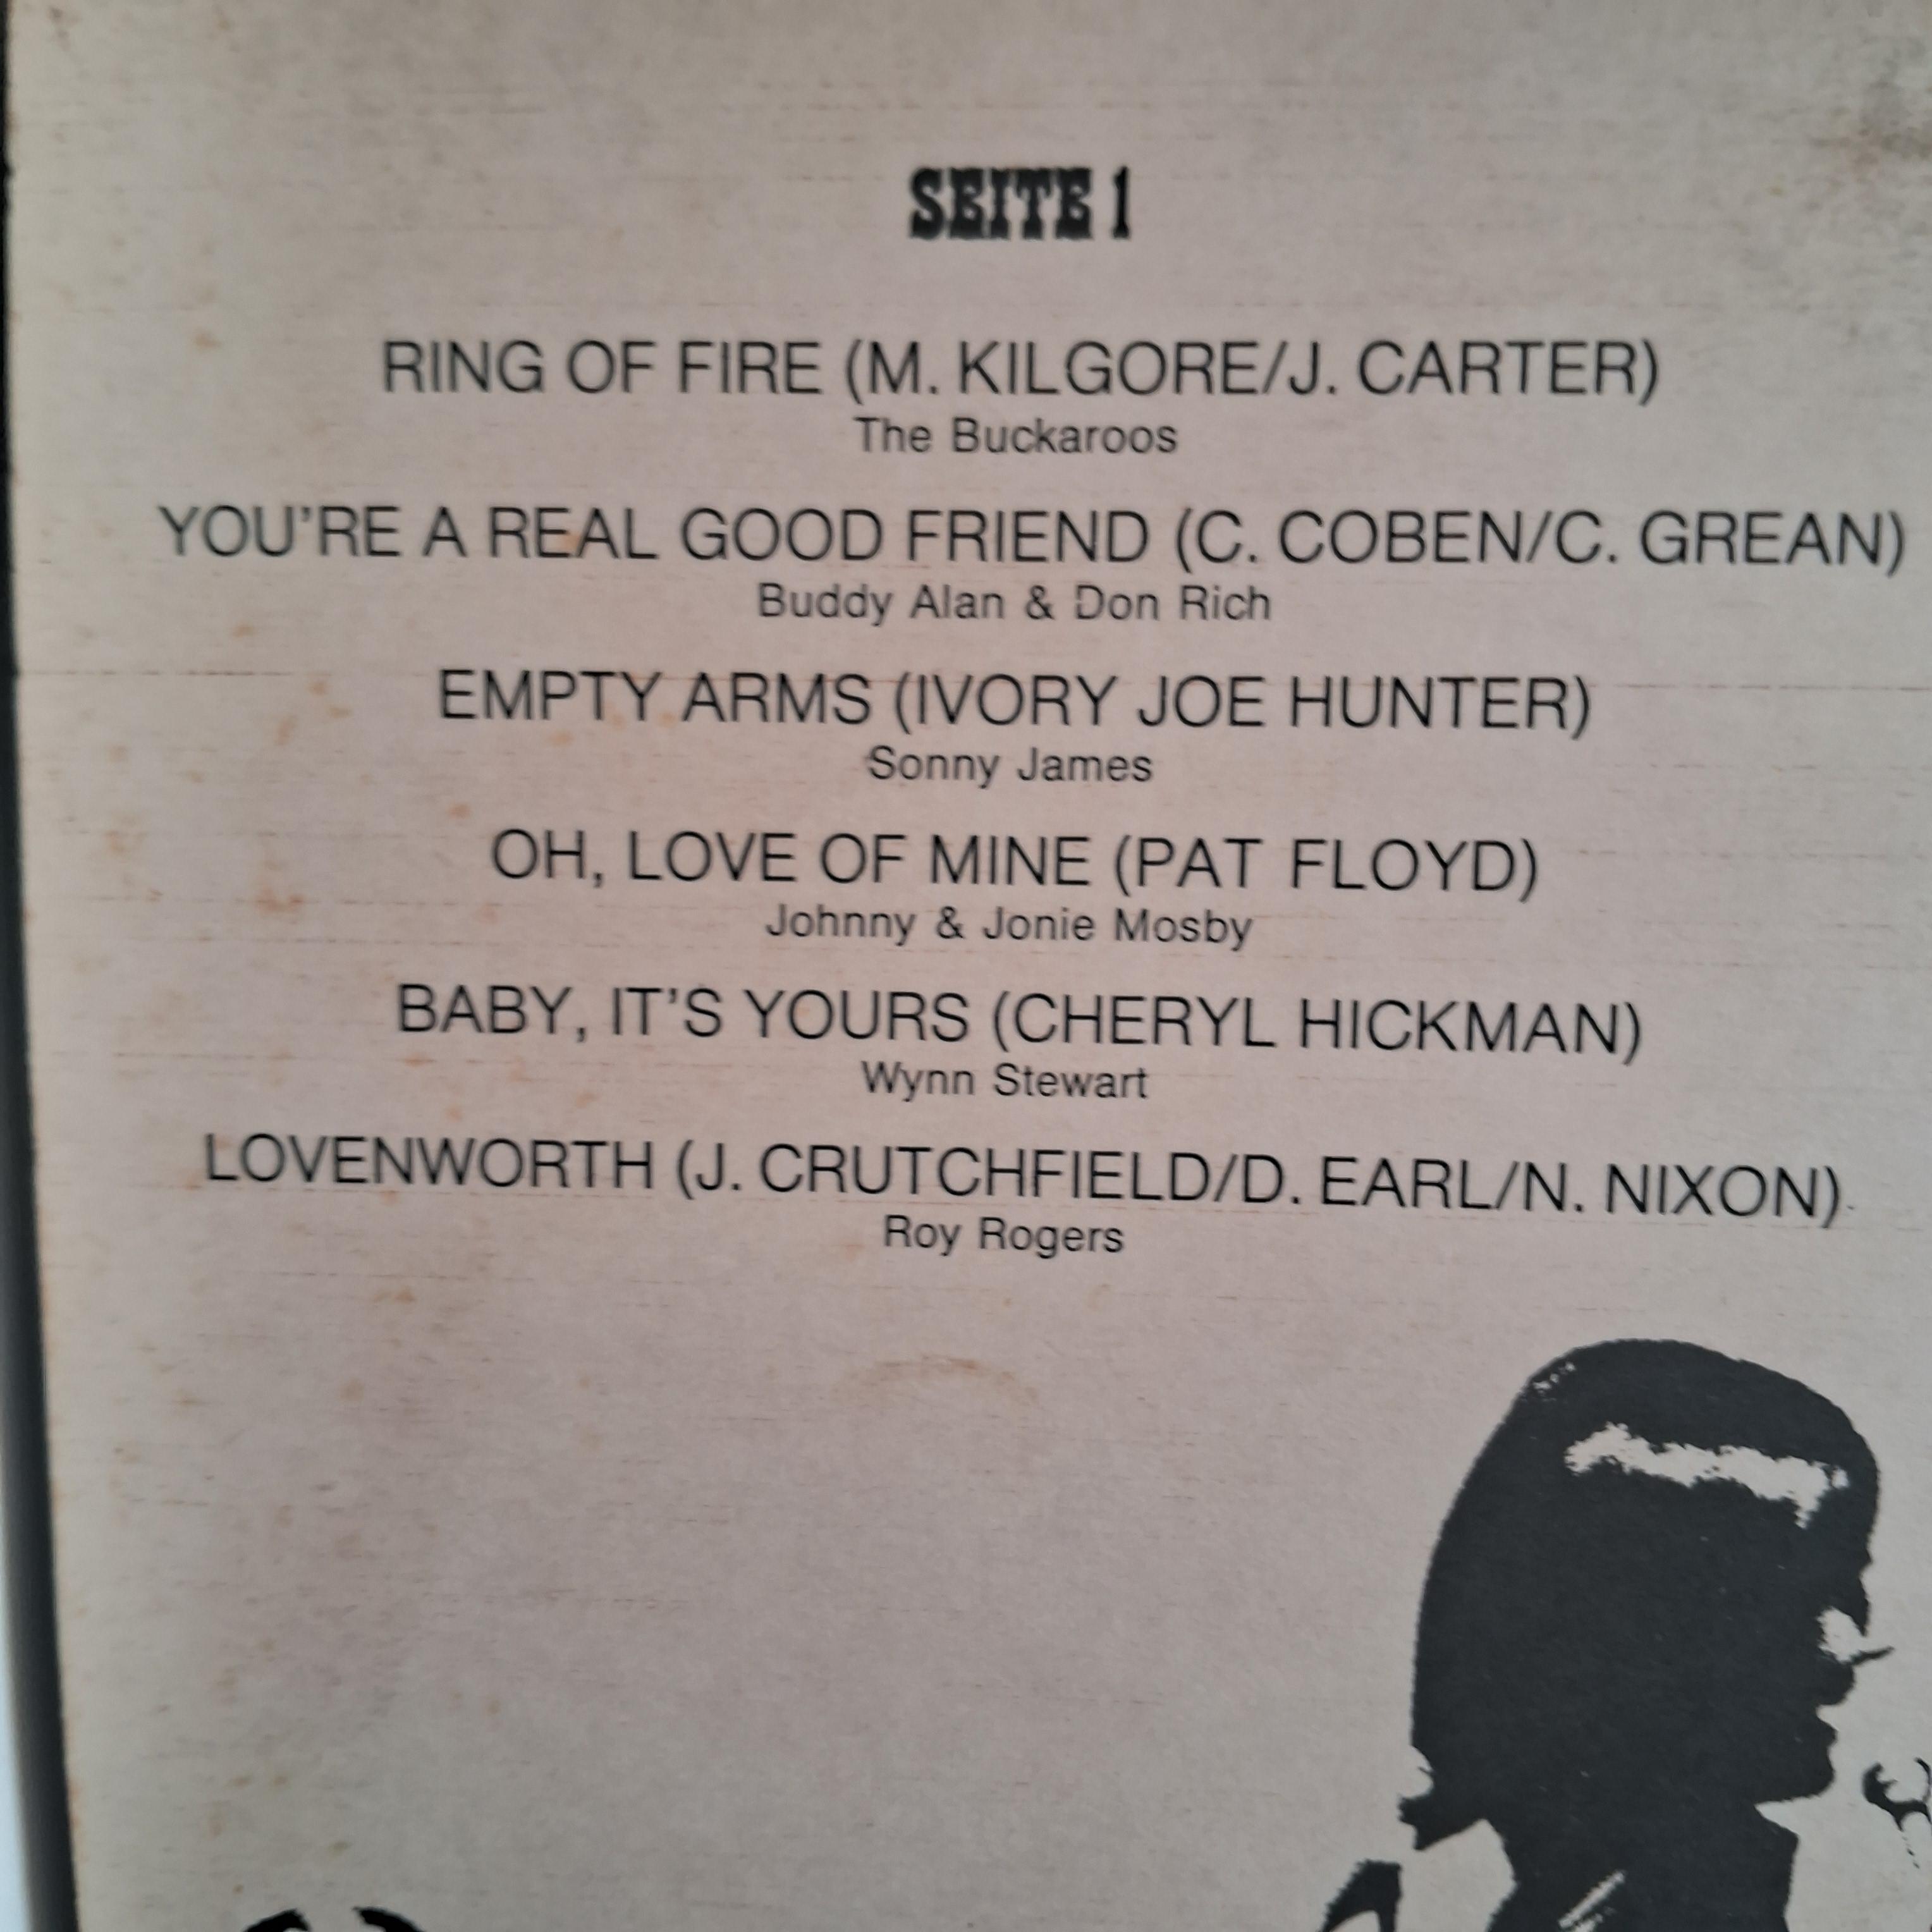 SEITE 1
RING OF FIRE (M. KILGORE/J. CARTER)
The Buckaroos
YOU'RE A REAL GOOD FRIEND (C. COBEN/C. GREAN)
Buddy Alan & Don Rich
EMPTY ARMS (IVORY JOE HUNTER)
Sonny James
OH, LOVE OF MINE (PAT FLOYD)
Johnny & Jonie Mosby
BABY, IT'S YOURS (CHERYL HICKMAN)
Wynn Stewart
LOVENWORTH (J. CRUTCHFIELD/D. EARL/N. NIXON)
Roy Rogers